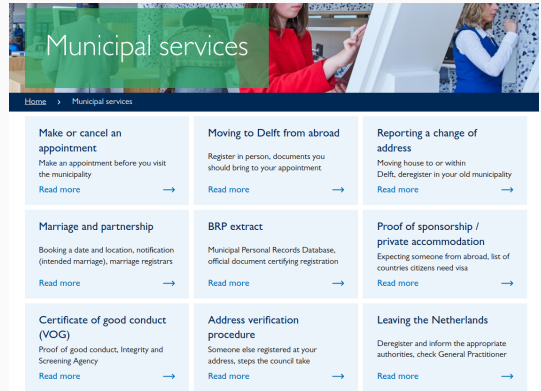 Municipal services
Home > Municipal services
Make or cancel an
appointment
Make an appointment before you visit
the municipality
Read more →
Moving to Delft from abroad
Register in person, documents you
should bring to your appointment
Read more →
Reporting a change of
address
Moving house to or within
Delft, deregister in your old municipality
Read more →
Marriage and partnership
Booking a date and location, notification
(intended marriage), marriage registrars
Read more →
BRP extract
Municipal Personal Records Database,
official document certifying registration
Read more →
Proof of sponsorship /
private accommodation
Expecting someone from abroad, list of
countries citizens need visa
Read more →
Certificate of good conduct
(VOG)
Proof of good conduct, Integrity and
Screening Agency
Read more →
Address verification
procedure
Someone else registered at your
address, steps the council take
Read more →
Leaving the Netherlands
Deregister and inform the appropriate
authorities, check General Practitioner
Read more →